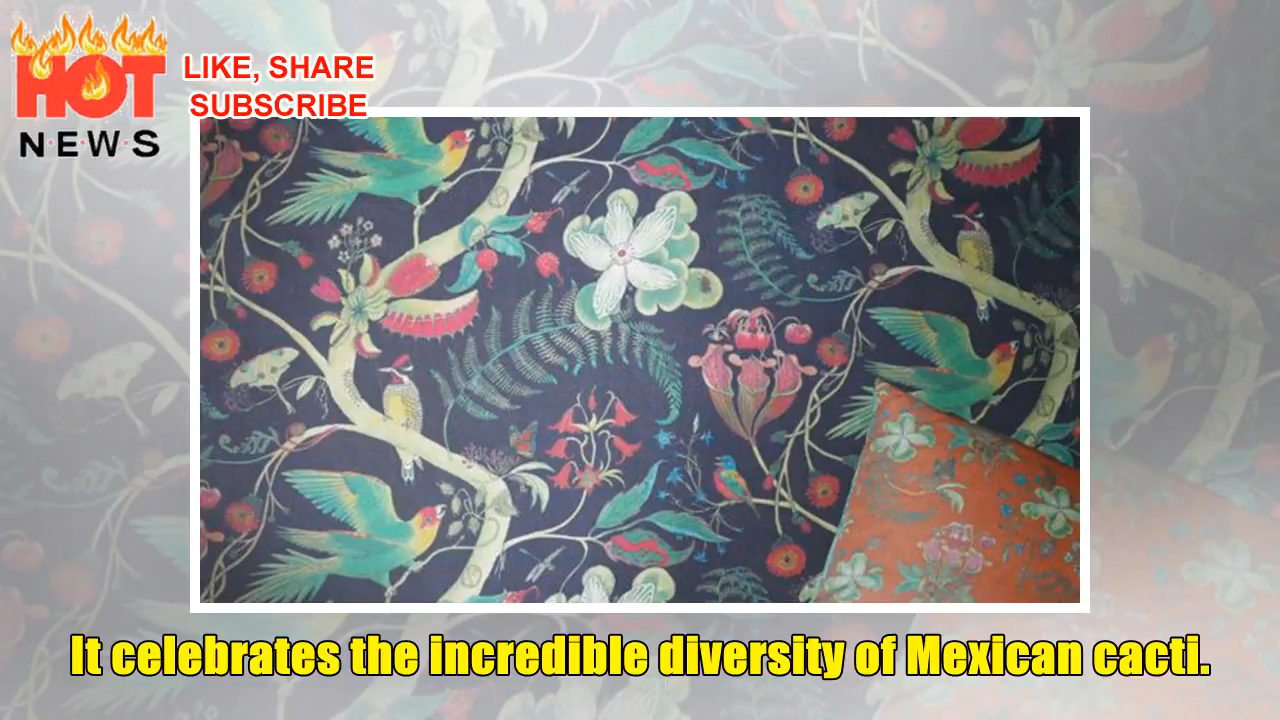 HOT
NEWS
LIKE, SHARE
SUBSCRIBE
It celebrates the incredible diversity of Mexican cacti.